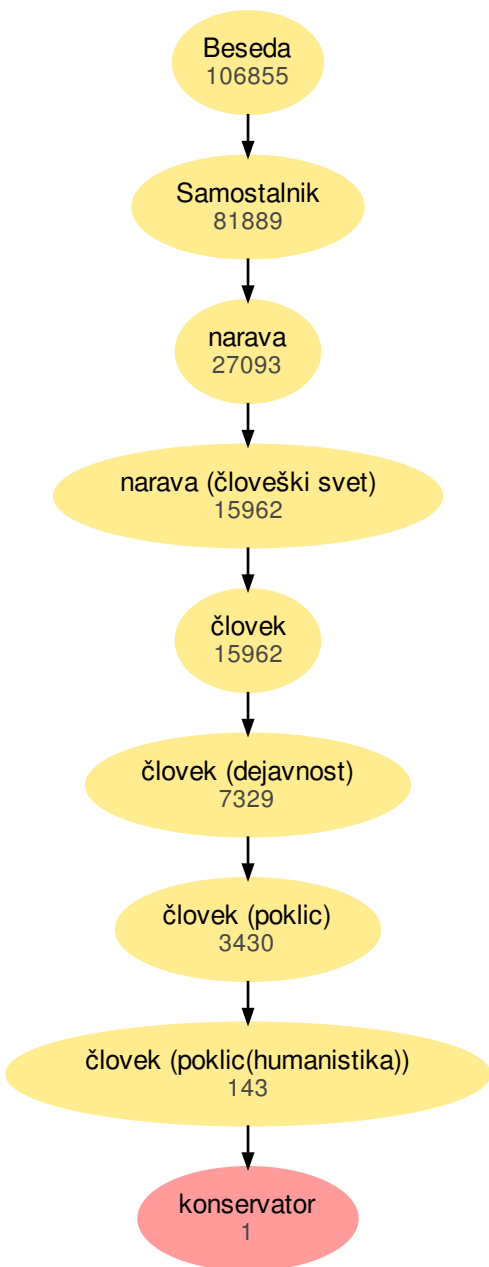 Beseda
106855
Samostalnik
81889
narava
27093
narava (človeški svet)
15962
človek
15962
človek (dejavnost)
7329
človek (poklic)
3430
človek (poklic(humanistika))
143
konservator
1